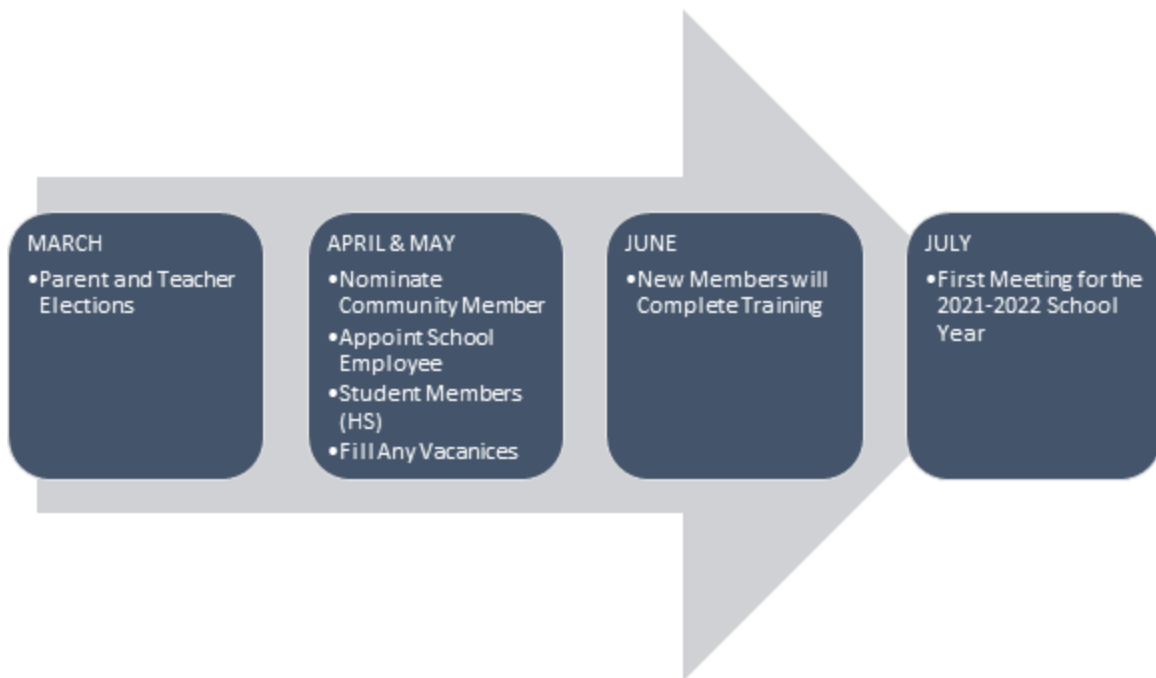 MARCH
•Parent and Teacher
Elections
APRIL & MAY
•Nominate
Community Member
•Appoint School
Employee
•Student Members
(HS)
•Fill Any Vacanices
JUNE
•New Members will
Complete Training
JULY
•First Meeting for the
2021-2022 School
Year